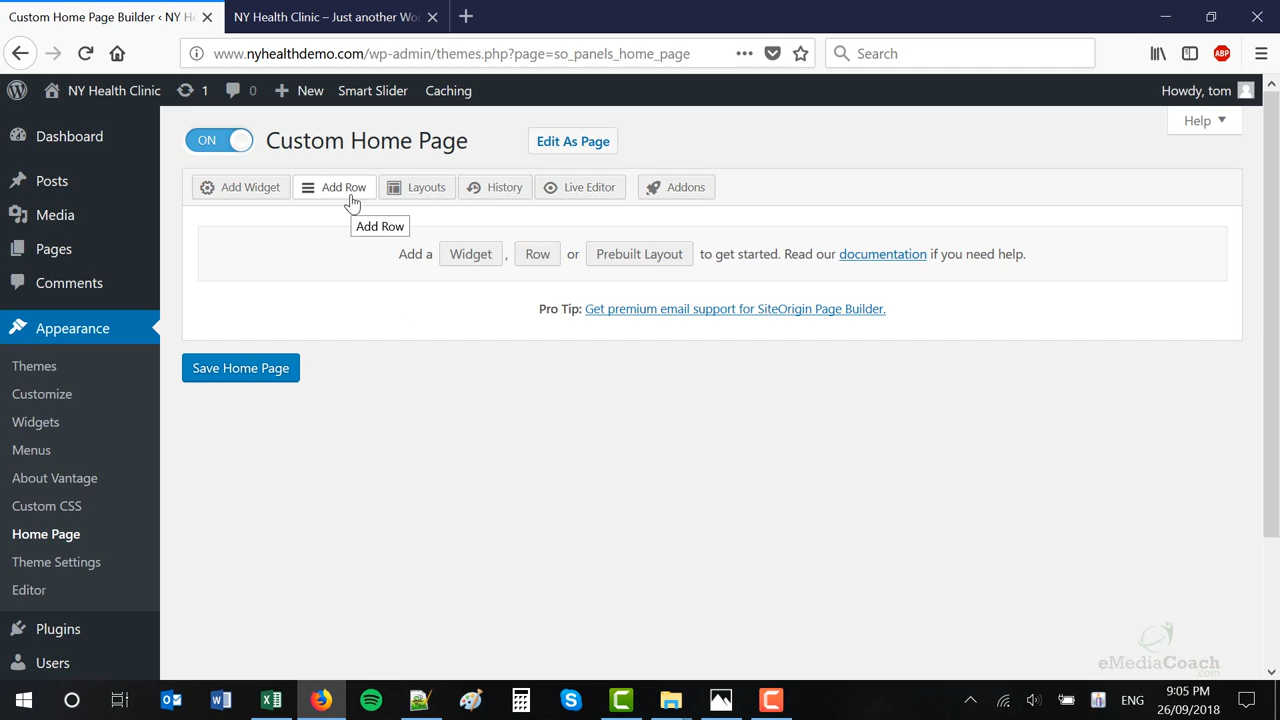 Custom Home Page Builder ‹ NY H
NY Health Clinic – Just another Wo
www.nyhealthdemo.com/wp-admin/themes.php?page=so_panels_home_page
Search
ABP
NY Health Clinic
1
0
New
Smart Slider
Caching
Howdy, tom
Dashboard
Posts
Media
Pages
Comments
Appearance
Themes
Customize
Widgets
Menus
About Vantage
Custom CSS
Home Page
Theme Settings
Editor
Plugins
Users
Help
ON
Custom Home Page
Edit As Page
Add Widget
Add Row
Layouts
History
Live Editor
Addons
Add Row
Add a Widget , Row or Prebuilt Layout to get started. Read our documentation if you need help.
Pro Tip: Get premium email support for SiteOrigin Page Builder.
Save Home Page
eMediaCoach
.com
ENG
9:05 PM
26/09/2018